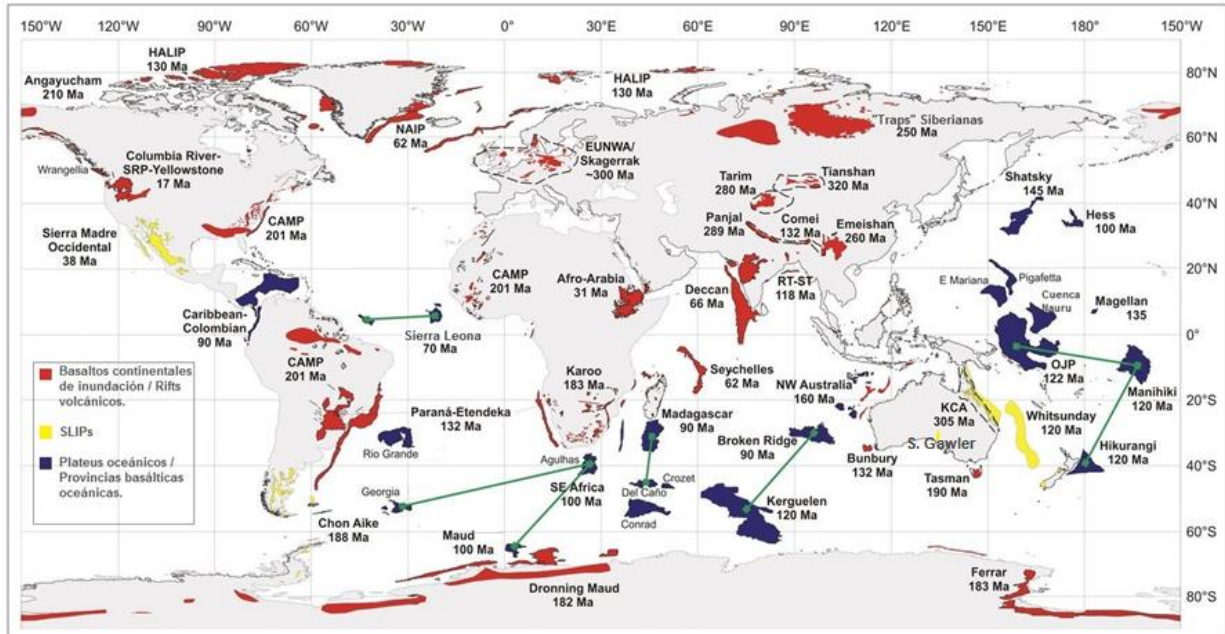 150°W 120°W 90°W 60°W 30°W 0° 30°E 60°E 90°E 120°E 150°E 180°E 150°W
HALIP
130 Ma
Angayucham
210 Ma
NAIP
62 Ma
HALIP
130 Ma
"Traps" Siberianas
250 Ma
80°N
60°N
40°N
20°N
0°
20°S
40°S
60°S
80°S
Wrangellia
Columbia River-
SRP-Yellowstone
17 Ma
EUNWA/
Skagerrak
~300 Ma
Tarim
280 Ma
Tianshan
320 Ma
Shatsky
145 Ma
Hess
100 Ma
Sierra Madre
Occidental
38 Ma
CAMP
201 Ma
Panjal
289 Ma
Comei
132 Ma
Emeishan
260 Ma
CAMP
201 Ma
Afro-Arabia
31 Ma
Deccan
66 Ma
RT-ST
118 Ma
E Mariana
Pigafetta
Cuenca
Nauru
Magellan
135
Caribbean-
Colombian
90 Ma
Sierra Leona
70 Ma
CAMP
201 Ma
Karoo
183 Ma
Seychelles
62 Ma
NW Australia
160 Ma
OJP
122 Ma
Manihiki
120 Ma
KCA
305 Ma
Whitsunday
120 Ma
Paraná-Etendeka
132 Ma
Madagascar
90 Ma
Broken Ridge
90 Ma
S. Gawler
Hikurangi
120 Ma
Rio Grande
Agulhas
SE Africa
100 Ma
Crozet
Del Caño
Conrad
Kerguelen
120 Ma
Bunbury
132 Ma
Tasman
190 Ma
Georgia
Chon Aike
188 Ma
Maud
100 Ma
Dronning Maud
182 Ma
Ferrar
183 Ma
Basaltos continentales
de inundación / Rifts
volcánicos.
SLIPs
Plateus oceánicos /
Provincias basálticas
oceánicas.